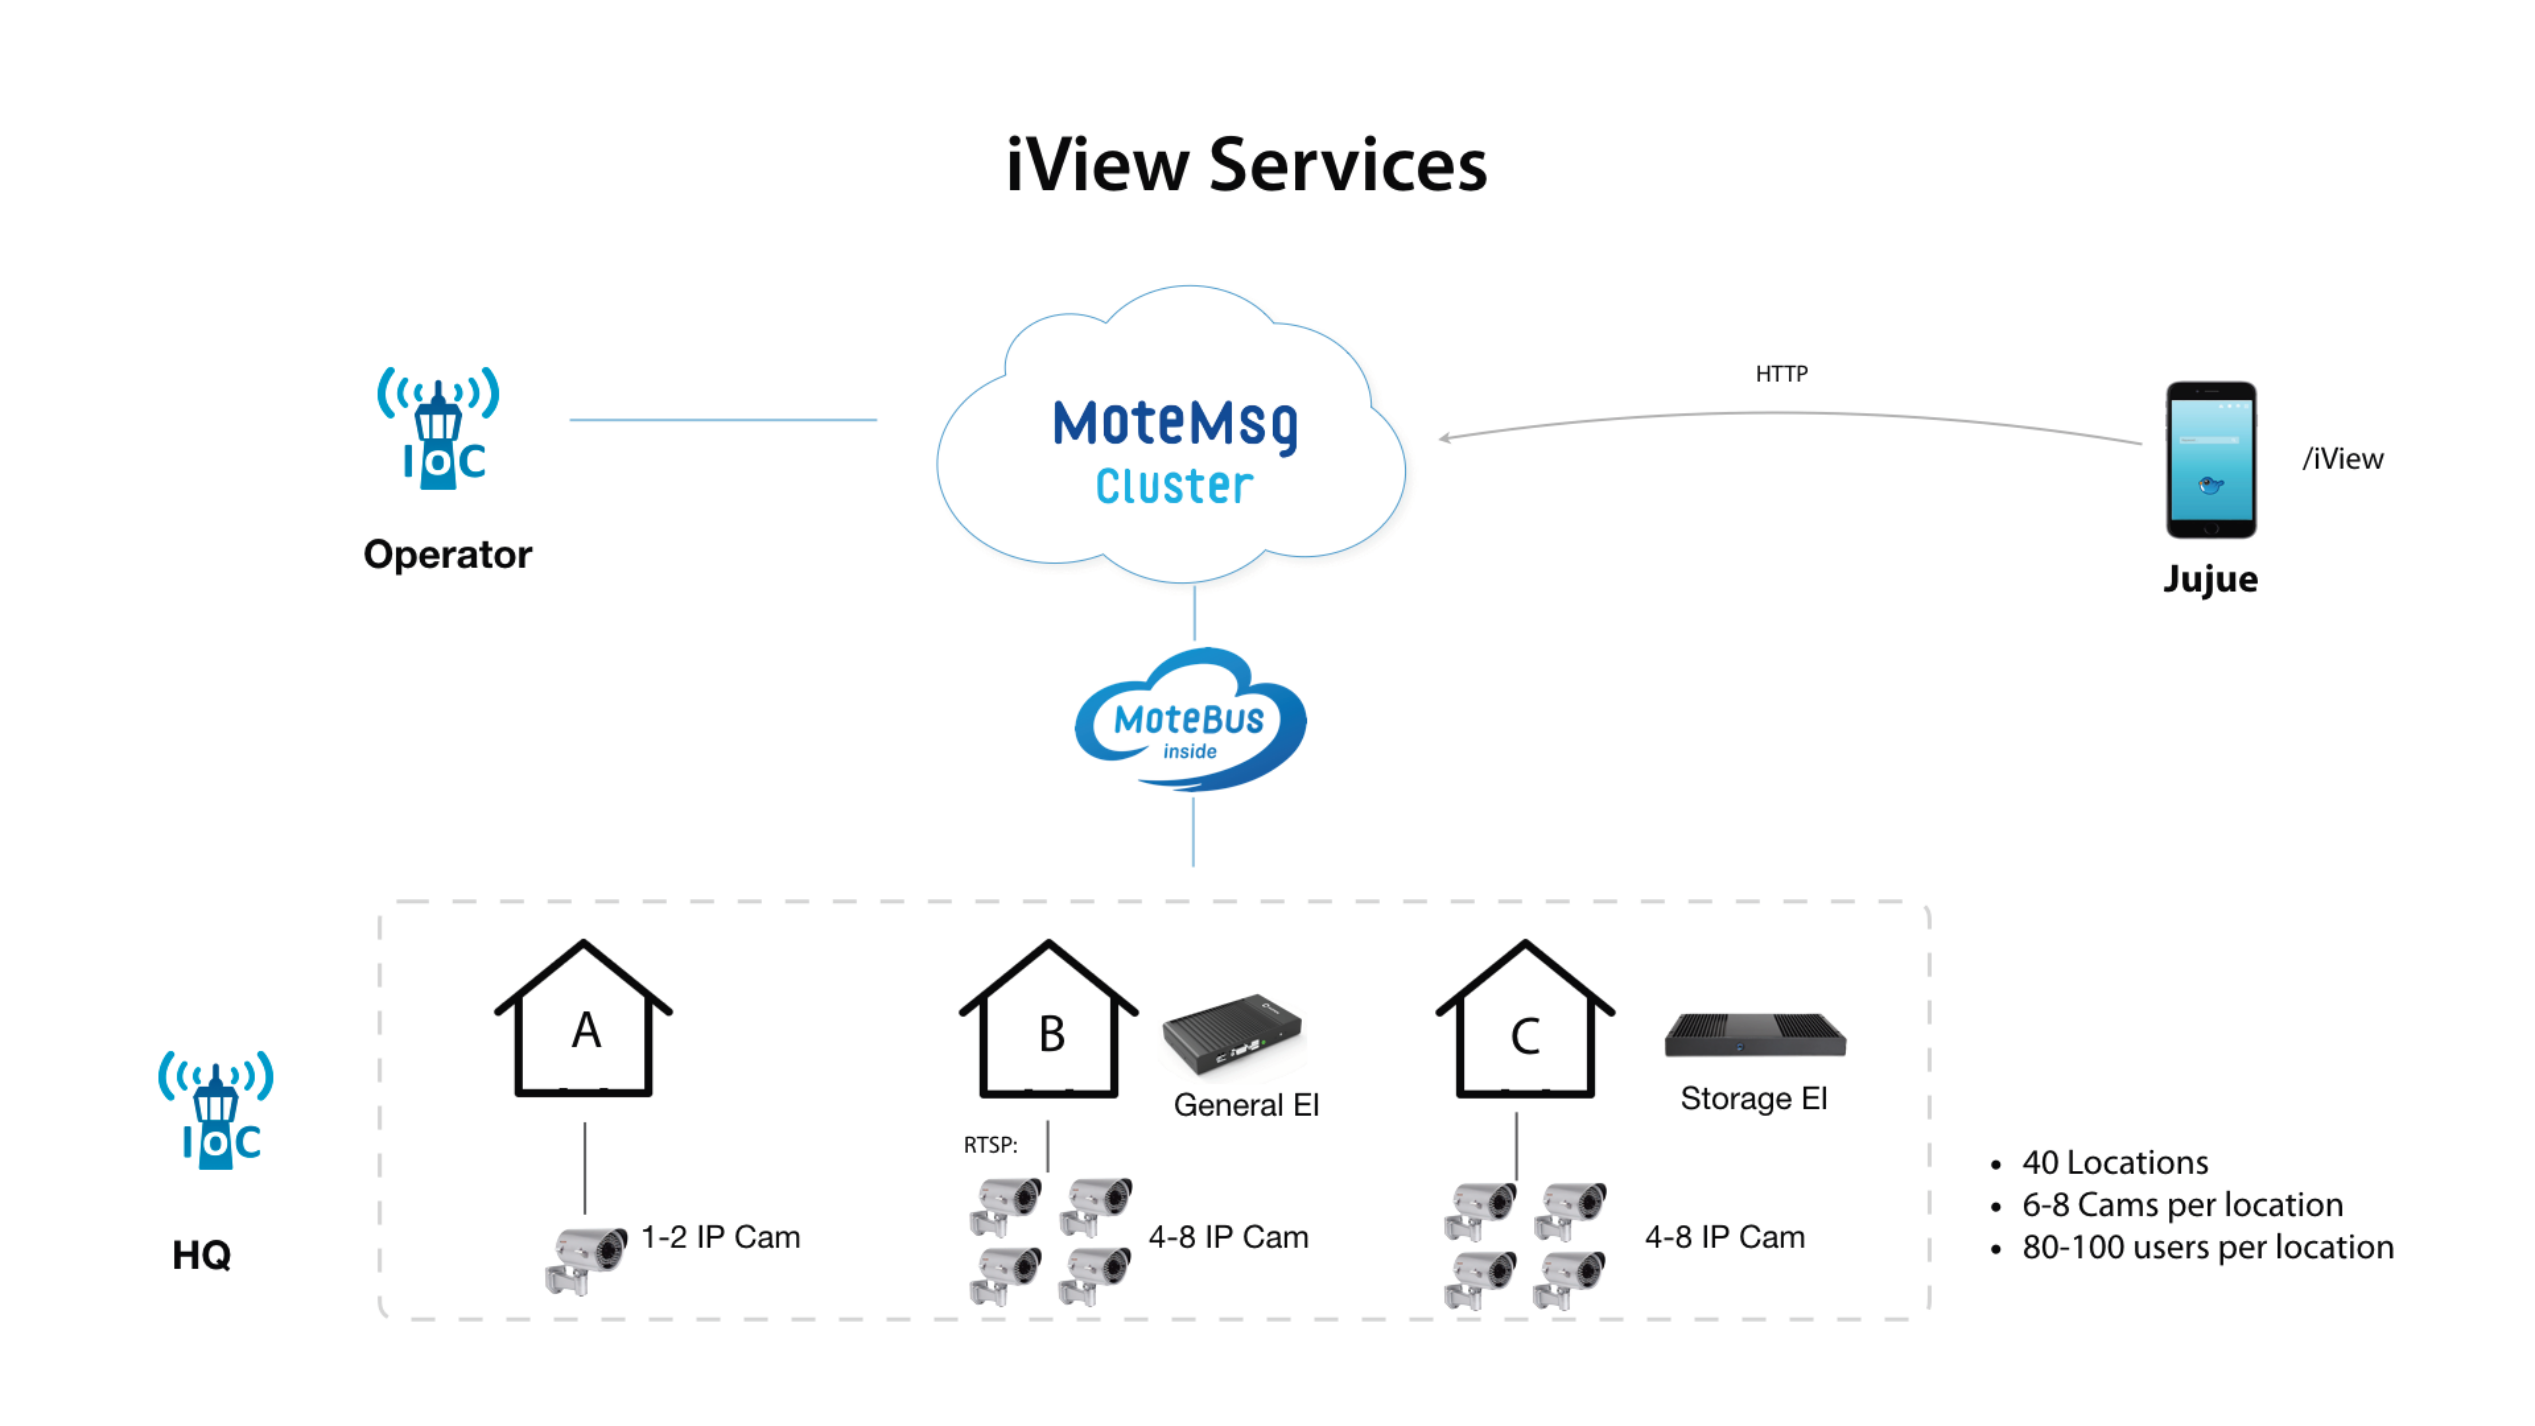 iView Services
MoteMsg
Cluster
HTTP
IoC
Operator
/iView
Jujue
MoteBus
inside
A
B
C
General EI
Storage EI
RTSP:
IoC
HQ
1-2 IP Cam
4-8 IP Cam
4-8 IP Cam
• 40 Locations
• 6-8 Cams per location
• 80-100 users per location